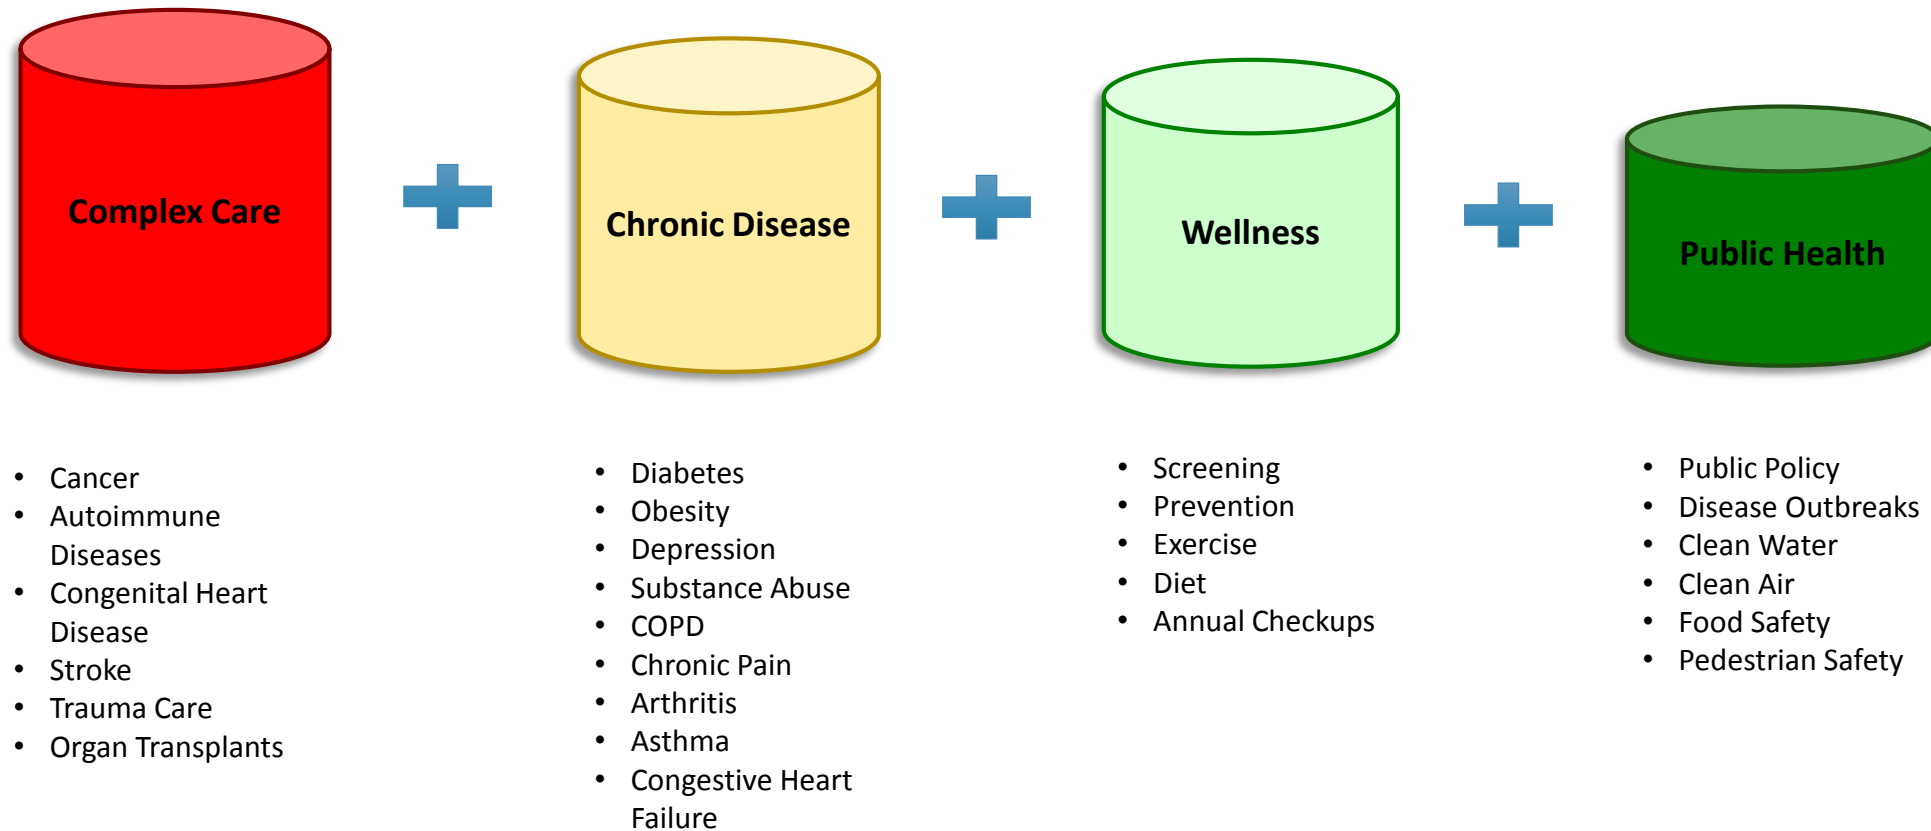 Complex Care
Chronic Disease
Wellness
Public Health
• Cancer
• Autoimmune
Diseases
• Congenital Heart
Disease
• Stroke
• Trauma Care
• Organ Transplants
• Diabetes
• Obesity
• Depression
• Substance Abuse
• COPD
• Chronic Pain
• Arthritis
• Asthma
• Congestive Heart
Failure
• Screening
• Prevention
• Exercise
• Diet
• Annual Checkups
• Public Policy
• Disease Outbreaks
• Clean Water
• Clean Air
• Food Safety
• Pedestrian Safety